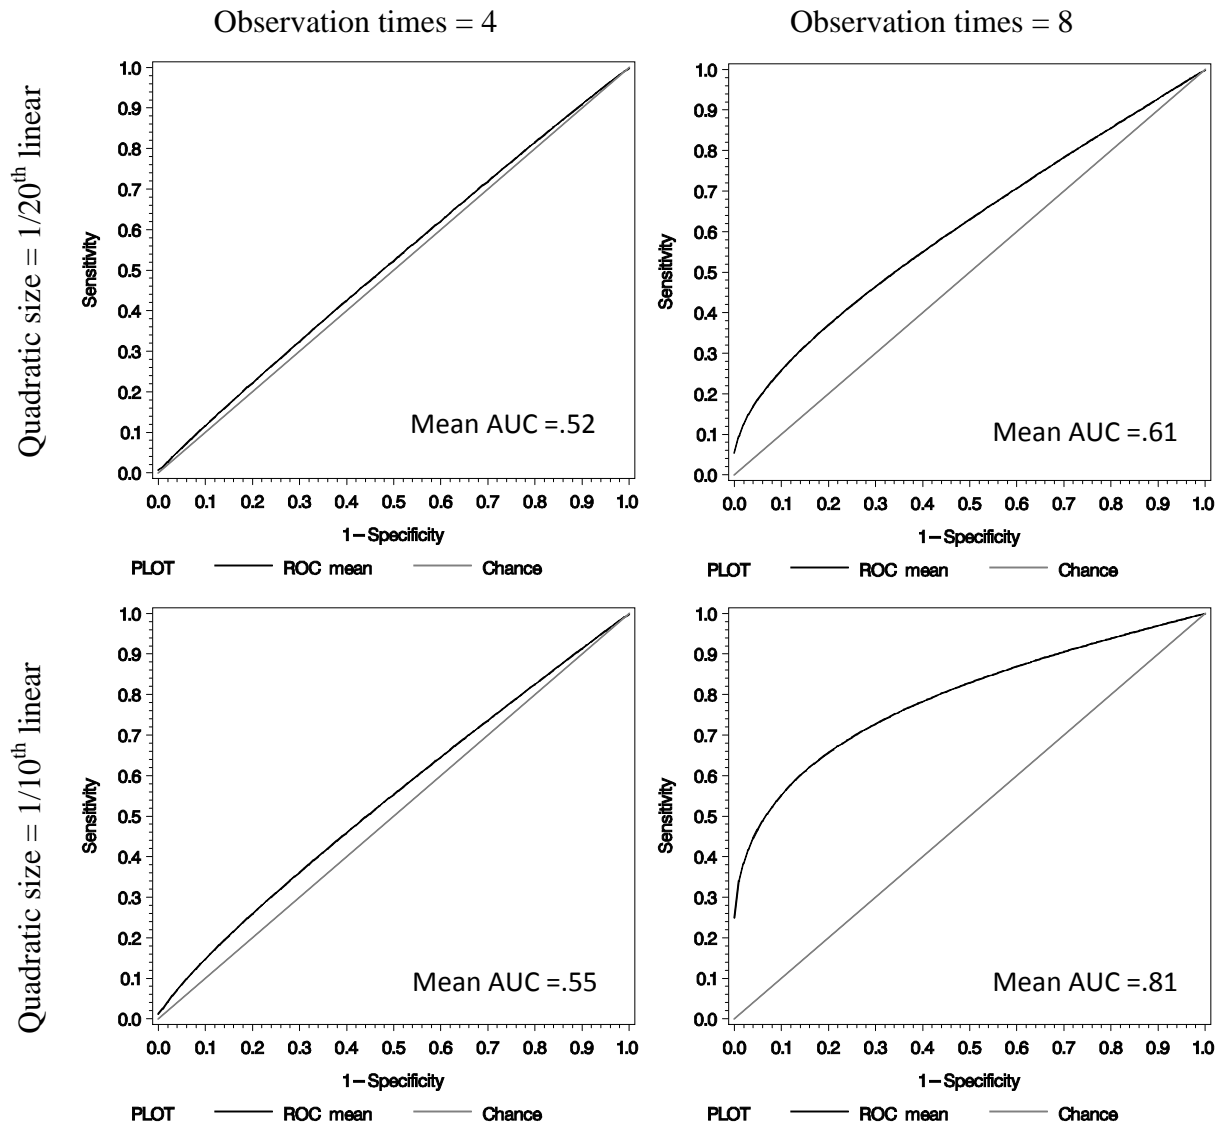 Observation times = 4
Observation times = 8
Quadratic size = 1/20th linear
1.0
0.9
0.8
0.7
0.6
0.5
0.4
0.3
0.2
0.1
0.0
Sensitivity
Mean AUC =.52
0.0 0.1 0.2 0.3 0.4 0.5 0.6 0.7 0.8 0.9 1.0
1−Specificity
PLOT ROC mean Chance
1.0
0.9
0.8
0.7
0.6
0.5
0.4
0.3
0.2
0.1
0.0
Sensitivity
Mean AUC =.61
0.0 0.1 0.2 0.3 0.4 0.5 0.6 0.7 0.8 0.9 1.0
1−Specificity
PLOT ROC mean Chance
Quadratic size = 1/10th linear
1.0
0.9
0.8
0.7
0.6
0.5
0.4
0.3
0.2
0.1
0.0
Sensitivity
Mean AUC =.55
0.0 0.1 0.2 0.3 0.4 0.5 0.6 0.7 0.8 0.9 1.0
1−Specificity
PLOT ROC mean Chance
1.0
0.9
0.8
0.7
0.6
0.5
0.4
0.3
0.2
0.1
0.0
Sensitivity
Mean AUC =.81
0.0 0.1 0.2 0.3 0.4 0.5 0.6 0.7 0.8 0.9 1.0
1−Specificity
PLOT ROC mean Chance